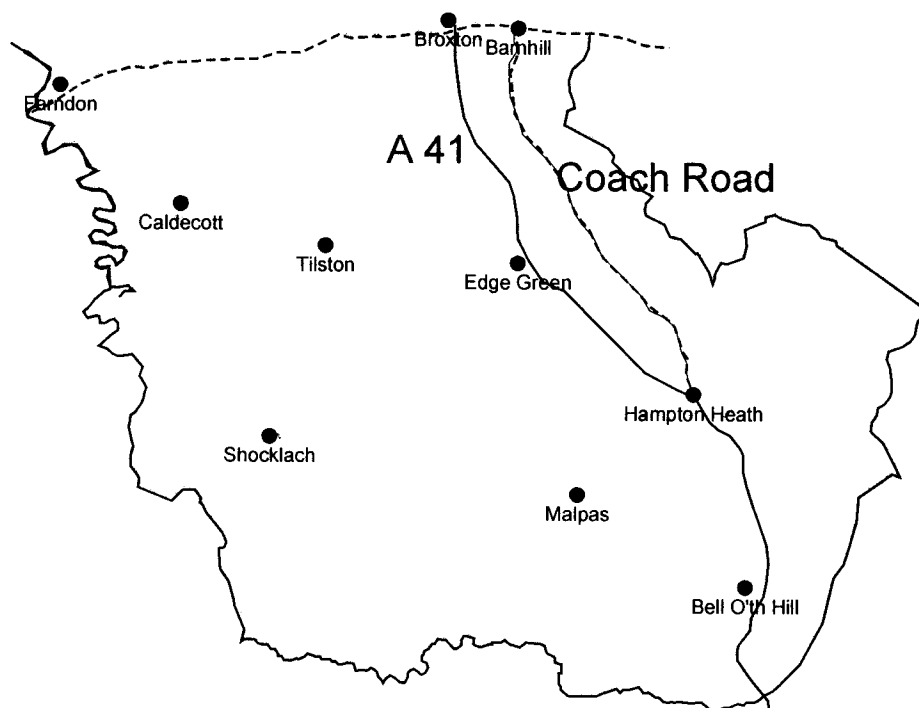 Broxton
Barnhill
Farndon
A 41
Coach Road
Caldecott
Tilston
Edge Green
Hampton Heath
Shocklach
Malpas
Bell O'th Hill